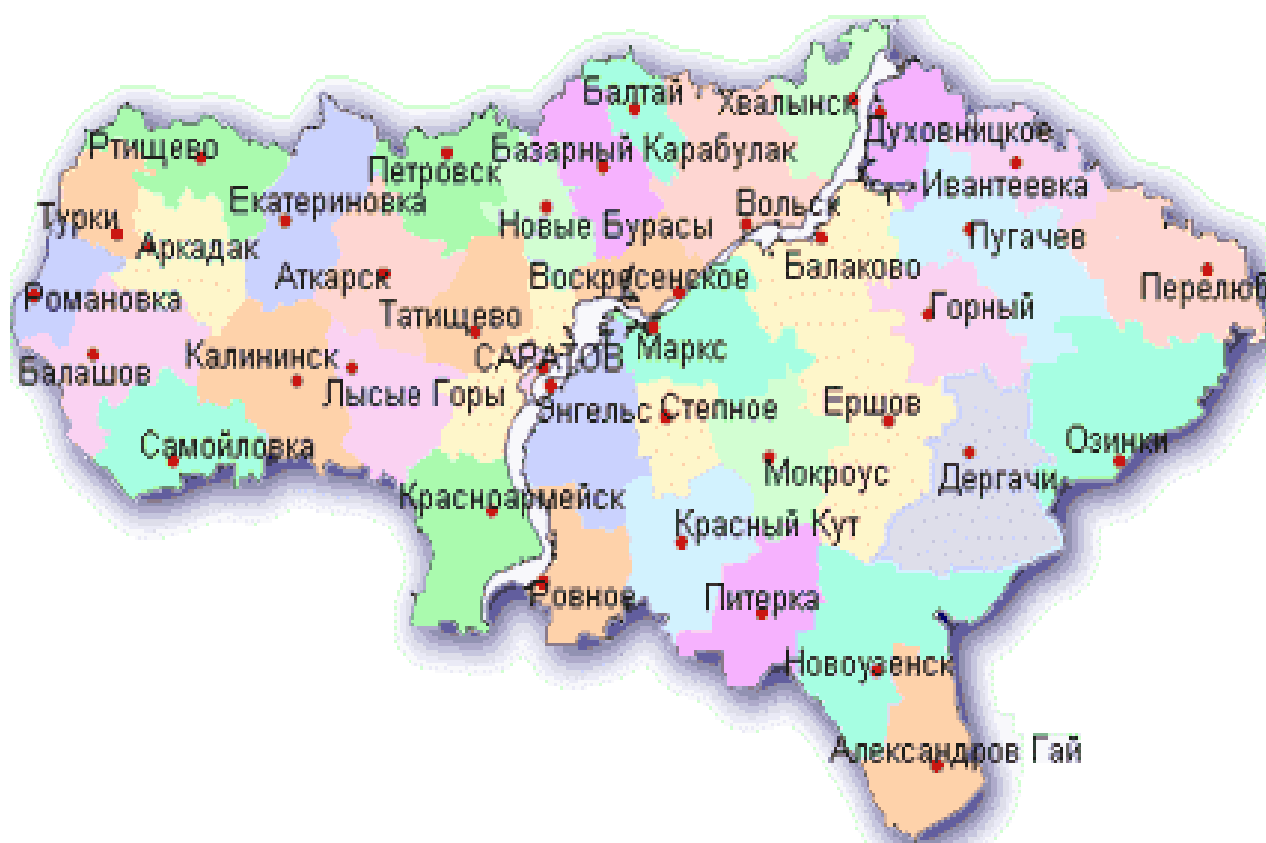 Балтай
Хвалынск
Духовницкое
Ртищево
Петровск
Базарный Карабулак
Ивантеевка
Екатериновка
Турки
Аркадак
Новые Бурасы
Вольск
Пугачев
Балаково
Аткарск
Воскресенское
Перелюб
Романовка
Горный
Татищево
Калининск
САРАТОВ
Маркс
Балашов
Лысые Горы
Энгельс
Степное
Ершов
Самойловка
Озинки
Мокроус
Дергачи
Красноармейск
Красный Кут
Ровное
Питерка
Новоузенск
Александров Гай